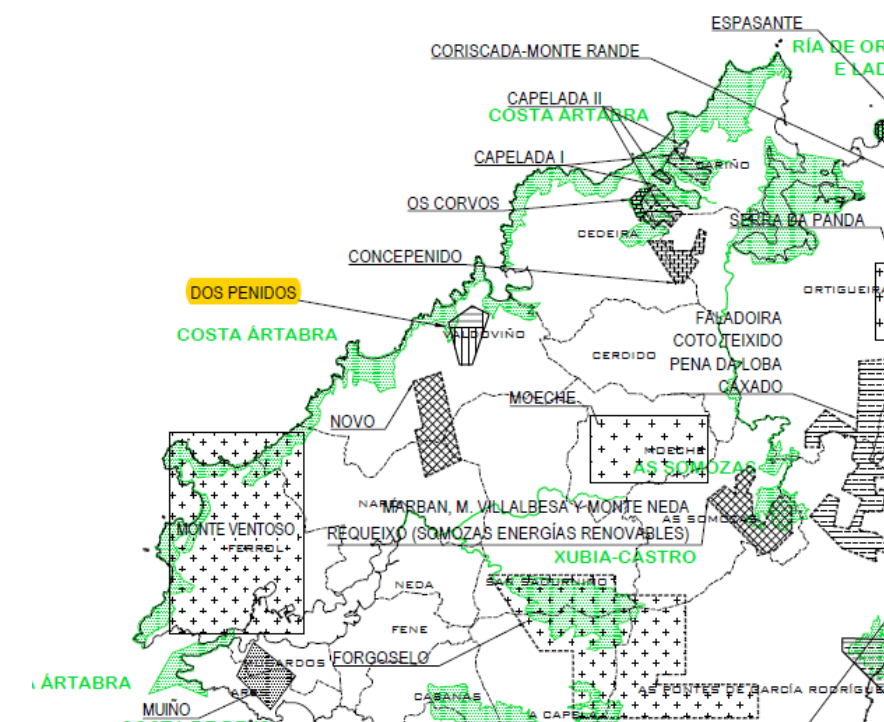 ESPASANTE
RÍA DE OR
E LAD
CORISCADA-MONTE RANDE
CAPELADA II
COSTA ÁRTABRA
CAPELADA I
CARIÑO
OS CORVOS
SERRA DA PANDA
CEDEIRA
CONCEPENIDO
ORTIGUEIRA
DOS PENIDOS
COSTA ÁRTABRA
VALDOVIÑO
FALADOIRA
COTO TEIXIDO
CERDIDO
PENA DA LOBA
CAXADO
MOECHE
NOVO
MOECHE
AS SOMOZAS
MARBAN, M. VILLALBESA Y MONTE NEDA
AS SOMOZAS
MONTE VENTOSO
REQUEIXO (SOMOZAS ENERGÍAS RENOVABLES)
FERROL
XUBIA-CASTRO
SAN SADURNIÑO
NEDA
FENE
FORGOSELO
MUGARDOS
ÁRTABRA
ARES
CABANAS
AS PONTES DE GARCÍA RODRÍGUE
MUIÑO
A CAPELA